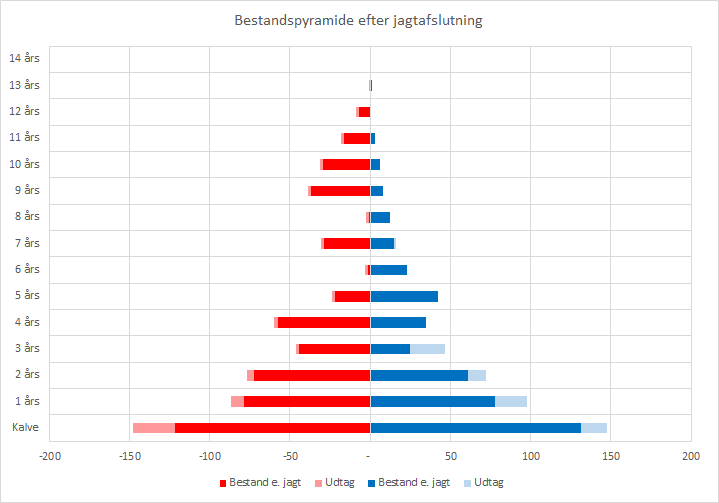 Bestandspyramide efter jagtafslutning
14 års
13 års
12 års
11 års
10 års
9 års
8 års
7 års
6 års
5 års
4 års
3 års
2 års
1 års
Kalve
-200 -150 -100 -50 - 50 100 150 200
Bestand e. jagt Udtag Bestand e. jagt Udtag